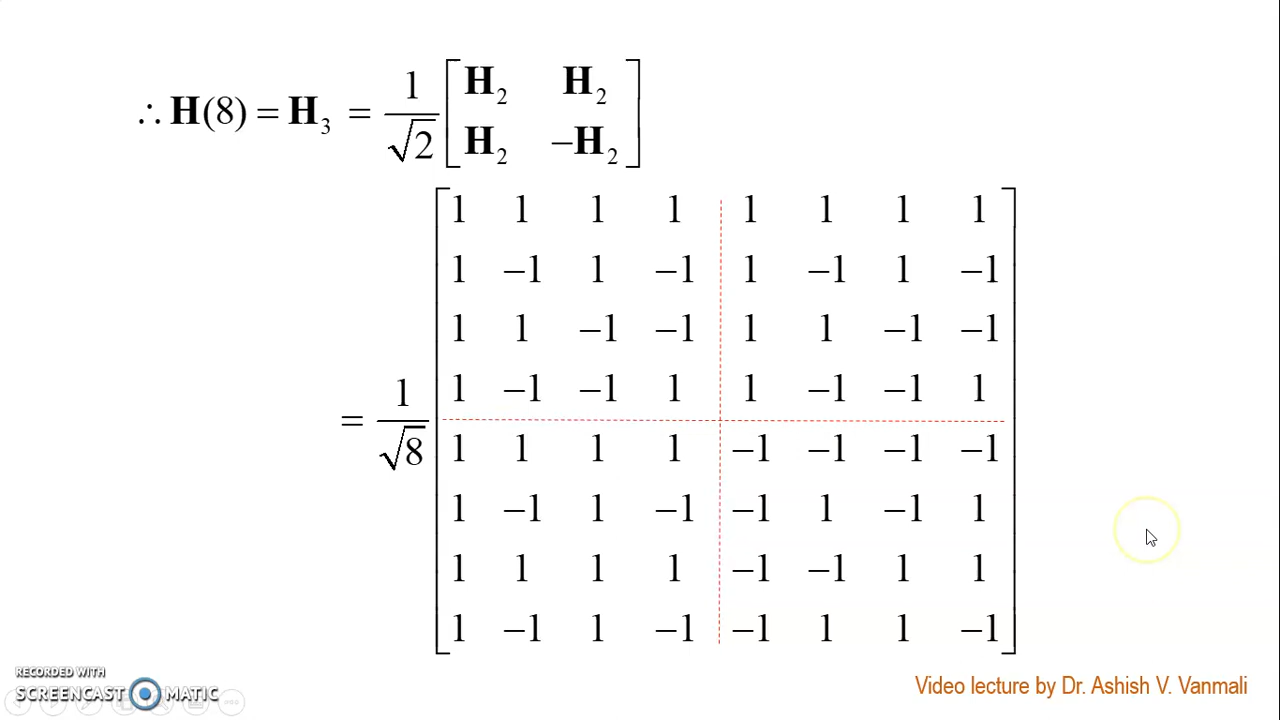 ∴ H(8) = H₃ = 1/√2 [ H₂ H₂
H₂ −H₂ ]
= 1/√8 [
1 1 1 1 1 1 1 1
1 −1 1 −1 1 −1 1 −1
1 1 −1 −1 1 1 −1 −1
1 −1 −1 1 1 −1 −1 1
1 1 1 1 −1 −1 −1 −1
1 −1 1 −1 −1 1 −1 1
1 1 1 1 −1 −1 1 1
1 −1 1 −1 −1 1 1 −1
]
RECORDED WITH
SCREENCAST MATIC
Video lecture by Dr. Ashish V. Vanmali